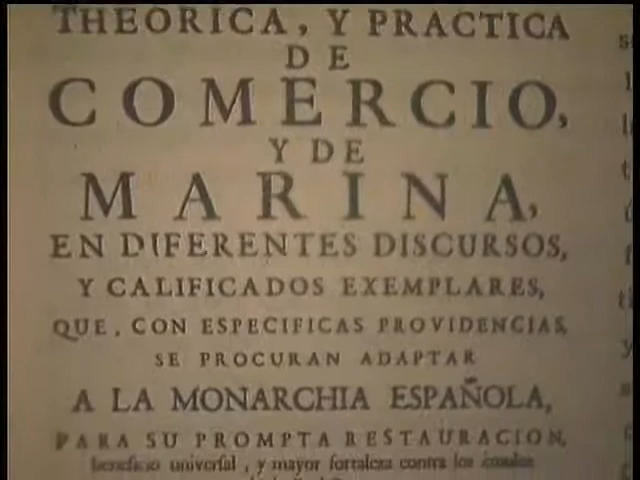 THEORICA, Y PRACTICA
DE
COMERCIO,
Y DE
MARINA,
EN DIFERENTES DISCURSOS,
Y CALIFICADOS EXEMPLARES,
QUE, CON ESPECIFICAS PROVIDENCIAS,
SE PROCURAN ADAPTAR
A LA MONARCHIA ESPAÑOLA,
PARA SU PROMPTA RESTAURACION,
beneficio universal, y mayor fortaleza contra los emulos